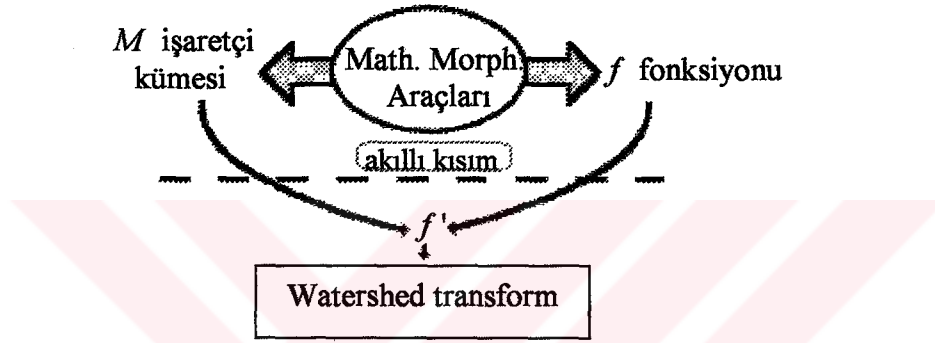 M işaretçi
kümesi
Math. Morph.
Araçları
f fonksiyonu
akıllı kısım
f'
Watershed transform